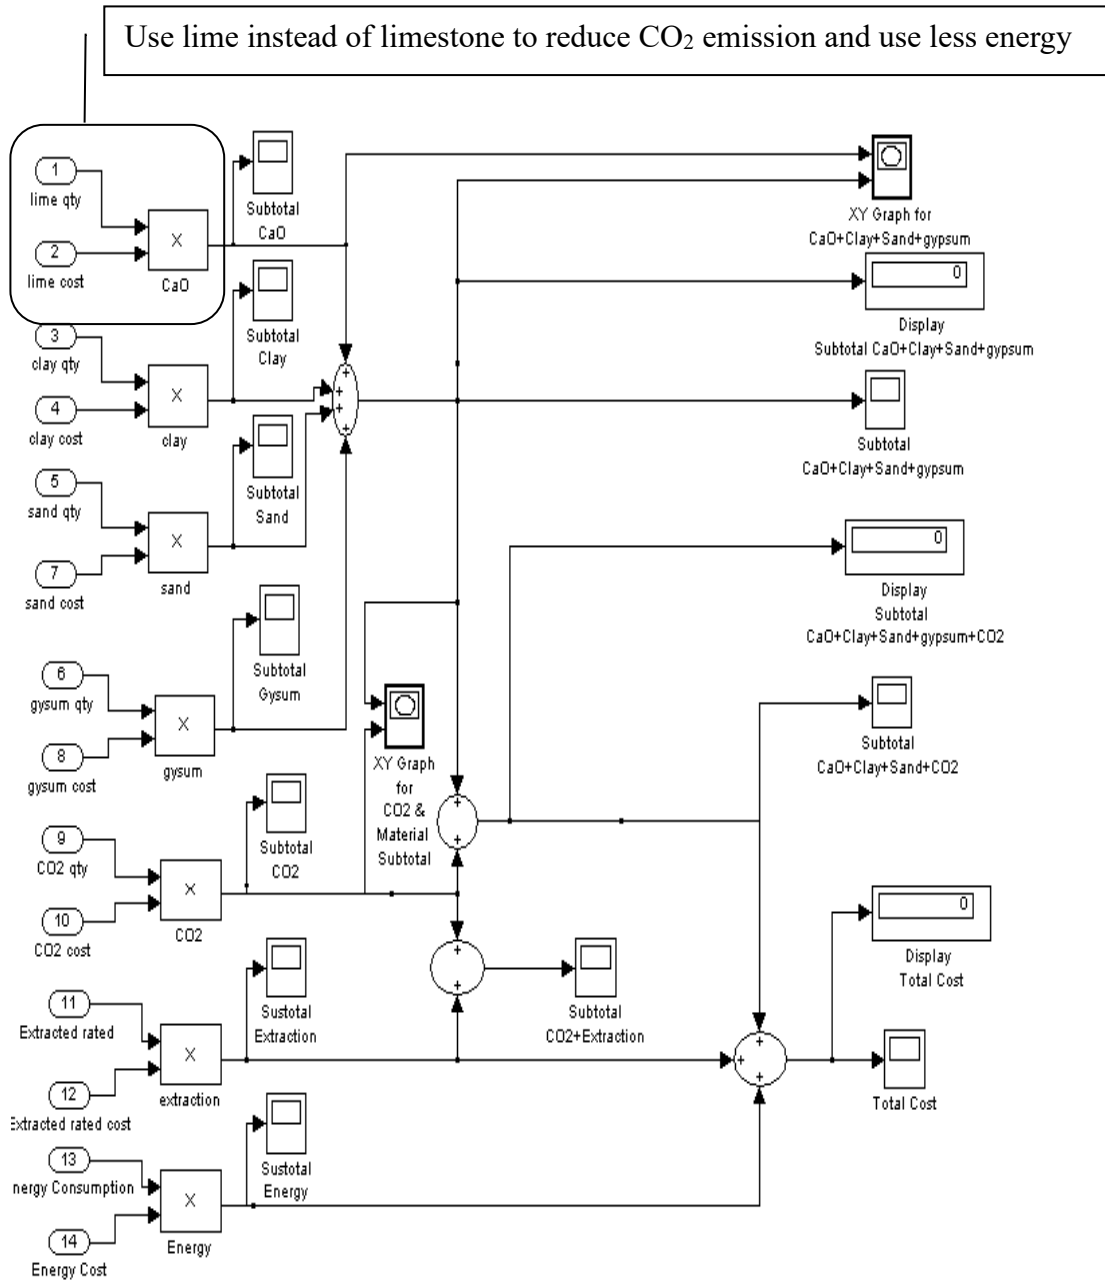 Use lime instead of limestone to reduce CO₂ emission and use less energy
1
lime qty
2
lime cost
X
CaO
Subtotal
CaO
XY Graph for
CaO+Clay+Sand+gypsum
0
Display
Subtotal CaO+Clay+Sand+gypsum
3
clay qty
4
clay cost
X
clay
Subtotal
Clay
+
+
+
+
Subtotal
CaO+Clay+Sand+gypsum
5
sand qty
7
sand cost
X
sand
Subtotal
Sand
0
Display
Subtotal
CaO+Clay+Sand+gypsum+CO2
6
gysum qty
8
gysum cost
X
gysum
Subtotal
Gysum
XY Graph
for
CO2 &
Material
Subtotal
Subtotal
CaO+Clay+Sand+CO2
9
CO2 qty
10
CO2 cost
X
CO2
Subtotal
CO2
+
+
0
Display
Total Cost
11
Extracted rated
12
Extracted rated cost
X
extraction
Sustotal
Extraction
+
+
Subtotal
CO2+Extraction
+
+
+
Total Cost
13
nergy Consumption
14
Energy Cost
X
Energy
Sustotal
Energy